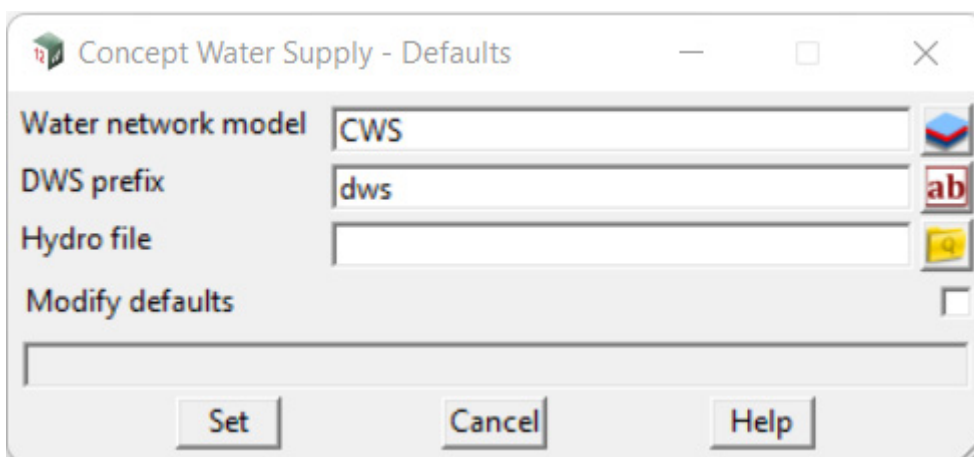 Concept Water Supply - Defaults
Water network model CWS
DWS prefix dws ab
Hydro file
Modify defaults
Set Cancel Help